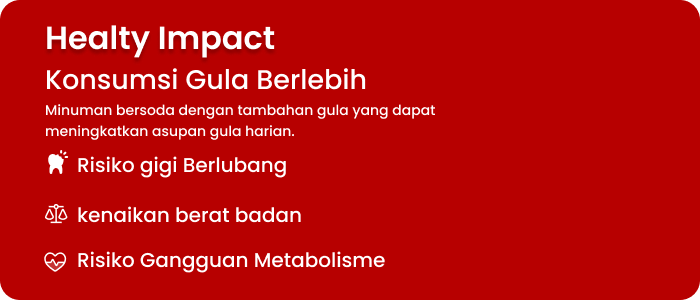 Healty Impact
Konsumsi Gula Berlebih
Minuman bersoda dengan tambahan gula yang dapat
meningkatkan asupan gula harian.
Risiko gigi Berlubang
kenaikan berat badan
Risiko Gangguan Metabolisme